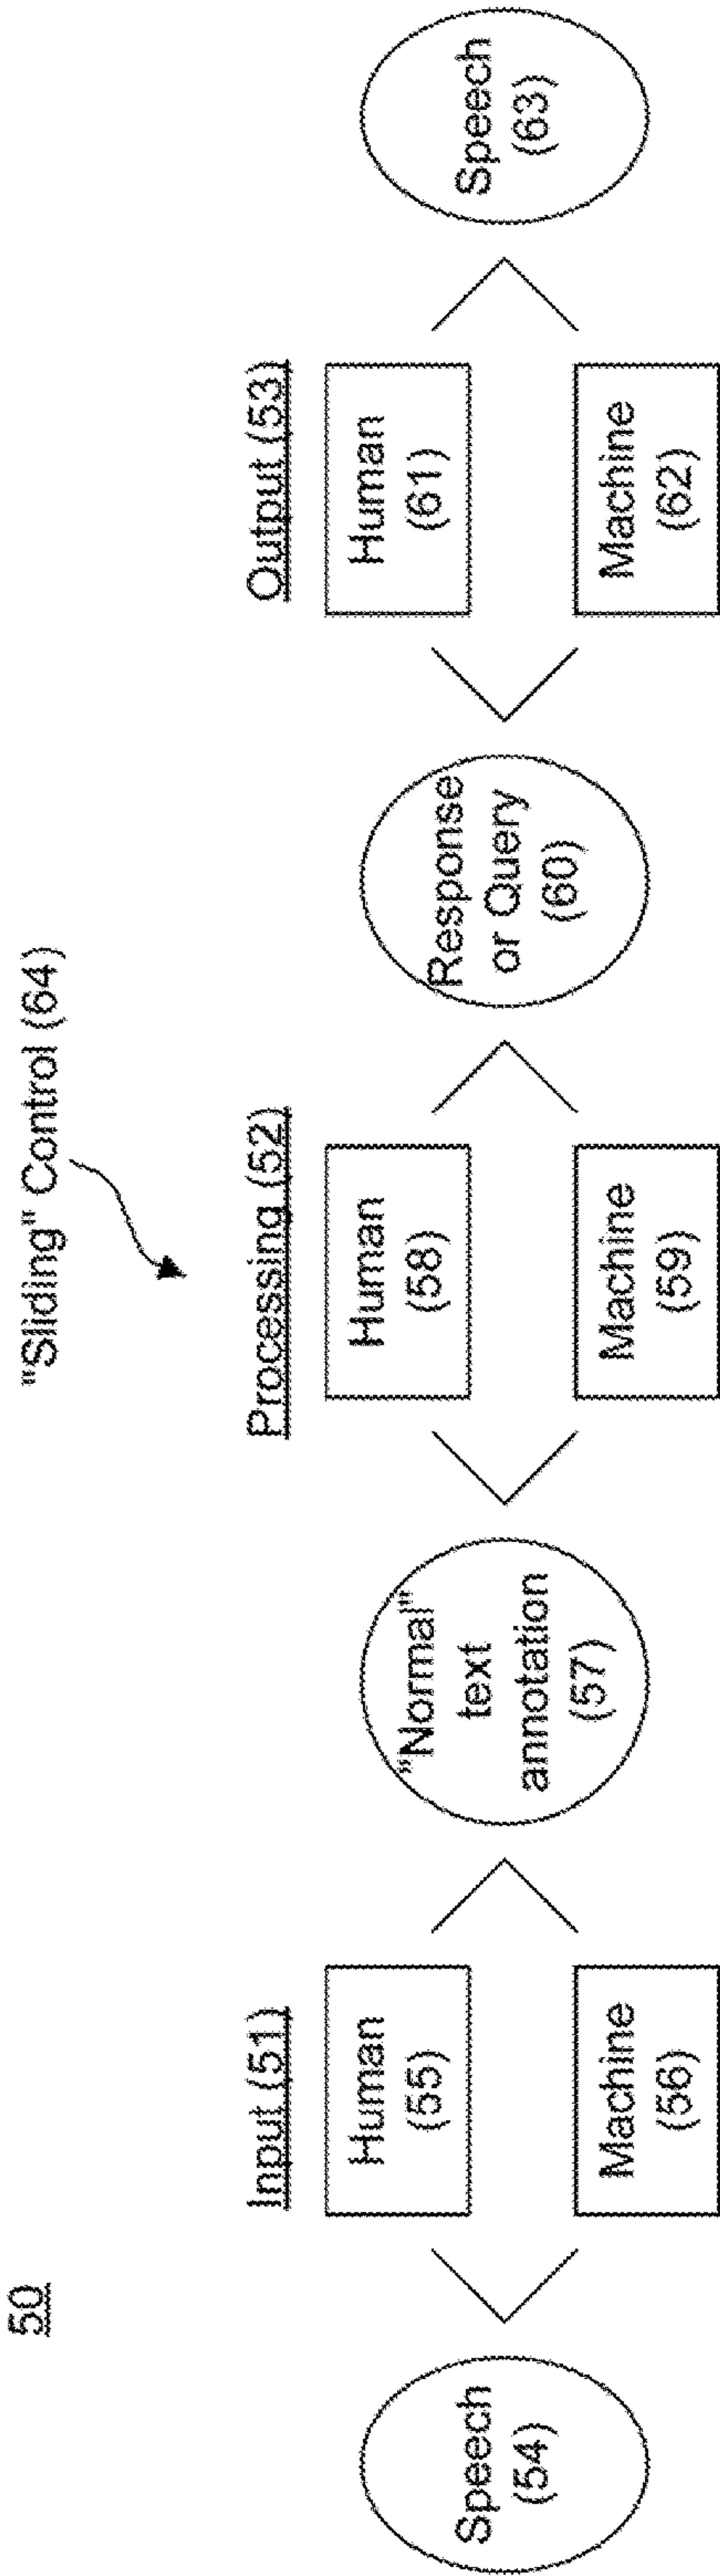 50
"Sliding" Control (64)
Input (51)
Processing (52)
Output (53)
Speech
(54)
Human
(55)
Machine
(56)
“Normal”
text
annotation
(57)
Human
(58)
Machine
(59)
Response
or Query
(60)
Human
(61)
Machine
(62)
Speech
(63)